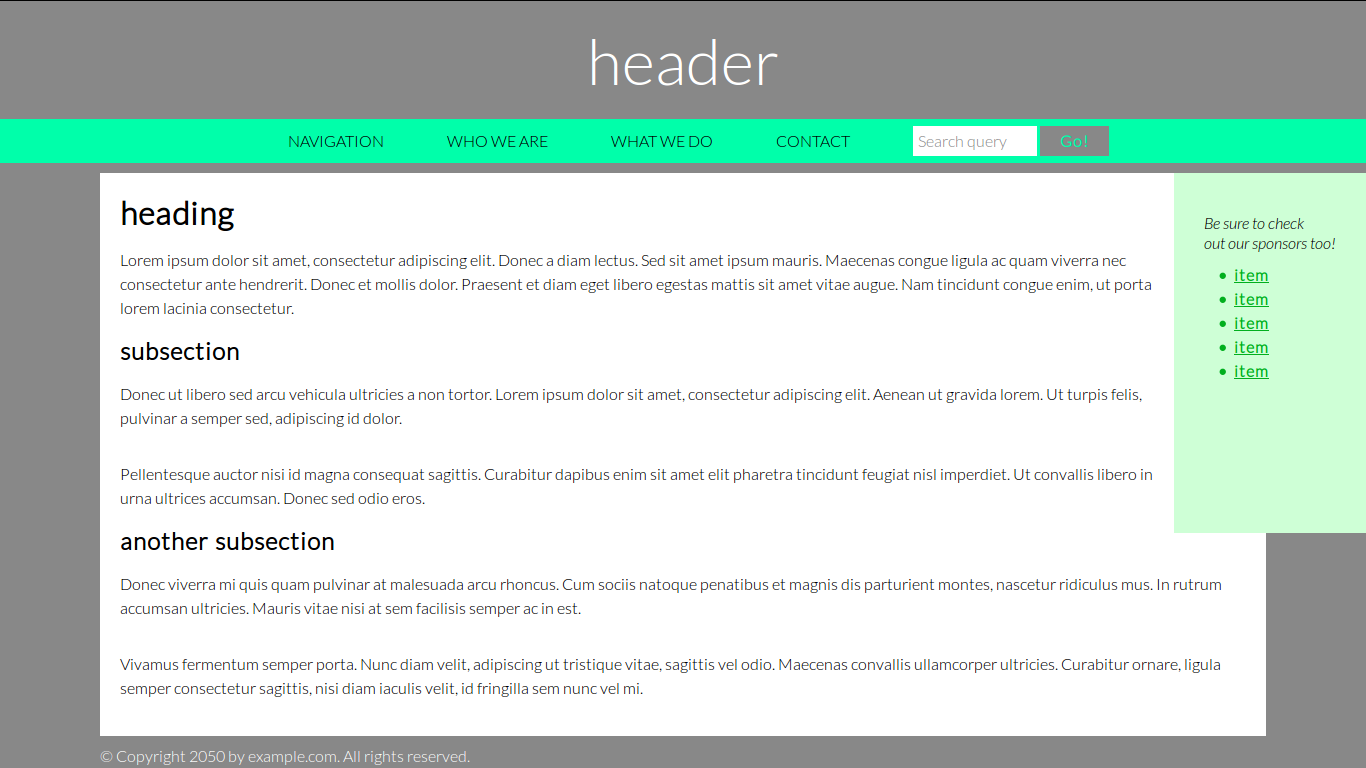 header
NAVIGATION WHO WE ARE WHAT WE DO CONTACT Search query Go!
heading
Lorem ipsum dolor sit amet, consectetur adipiscing elit. Donec a diam lectus. Sed sit amet ipsum mauris. Maecenas congue ligula ac quam viverra nec
consectetur ante hendrerit. Donec et mollis dolor. Praesent et diam eget libero egestas mattis sit amet vitae augue. Nam tincidunt congue enim, ut porta
lorem lacinia consectetur.
subsection
Donec ut libero sed arcu vehicula ultricies a non tortor. Lorem ipsum dolor sit amet, consectetur adipiscing elit. Aenean ut gravida lorem. Ut turpis felis,
pulvinar a semper sed, adipiscing id dolor.
Pellentesque auctor nisi id magna consequat sagittis. Curabitur dapibus enim sit amet elit pharetra tincidunt feugiat nisl imperdiet. Ut convallis libero in
urna ultrices accumsan. Donec sed odio eros.
another subsection
Donec viverra mi quis quam pulvinar at malesuada arcu rhoncus. Cum sociis natoque penatibus et magnis dis parturient montes, nascetur ridiculus mus. In rutrum
accumsan ultricies. Mauris vitae nisi at sem facilisis semper ac in est.
Vivamus fermentum semper porta. Nunc diam velit, adipiscing ut tristique vitae, sagittis vel odio. Maecenas convallis ullamcorper ultricies. Curabitur ornare, ligula
semper consectetur sagittis, nisi diam iaculis velit, id fringilla sem nunc vel mi.
Be sure to check
out our sponsors too!
• item
• item
• item
• item
• item
© Copyright 2050 by example.com. All rights reserved.